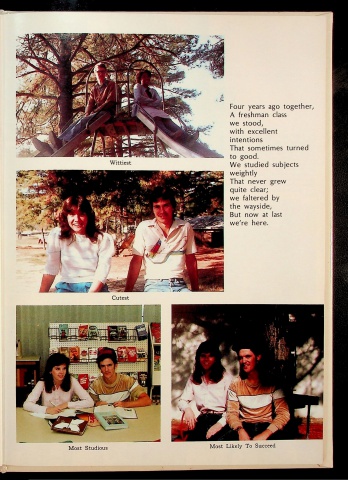 Four years ago together,
A freshman class
we stood,
with excellent
intentions
That sometimes turned
to good.
We studied subjects
weightly
That never grew
quite clear;
we faltered by
the wayside,
But now at last
we're here.
Wittiest
Cutest
Most Studious
Most Likely To Succeed